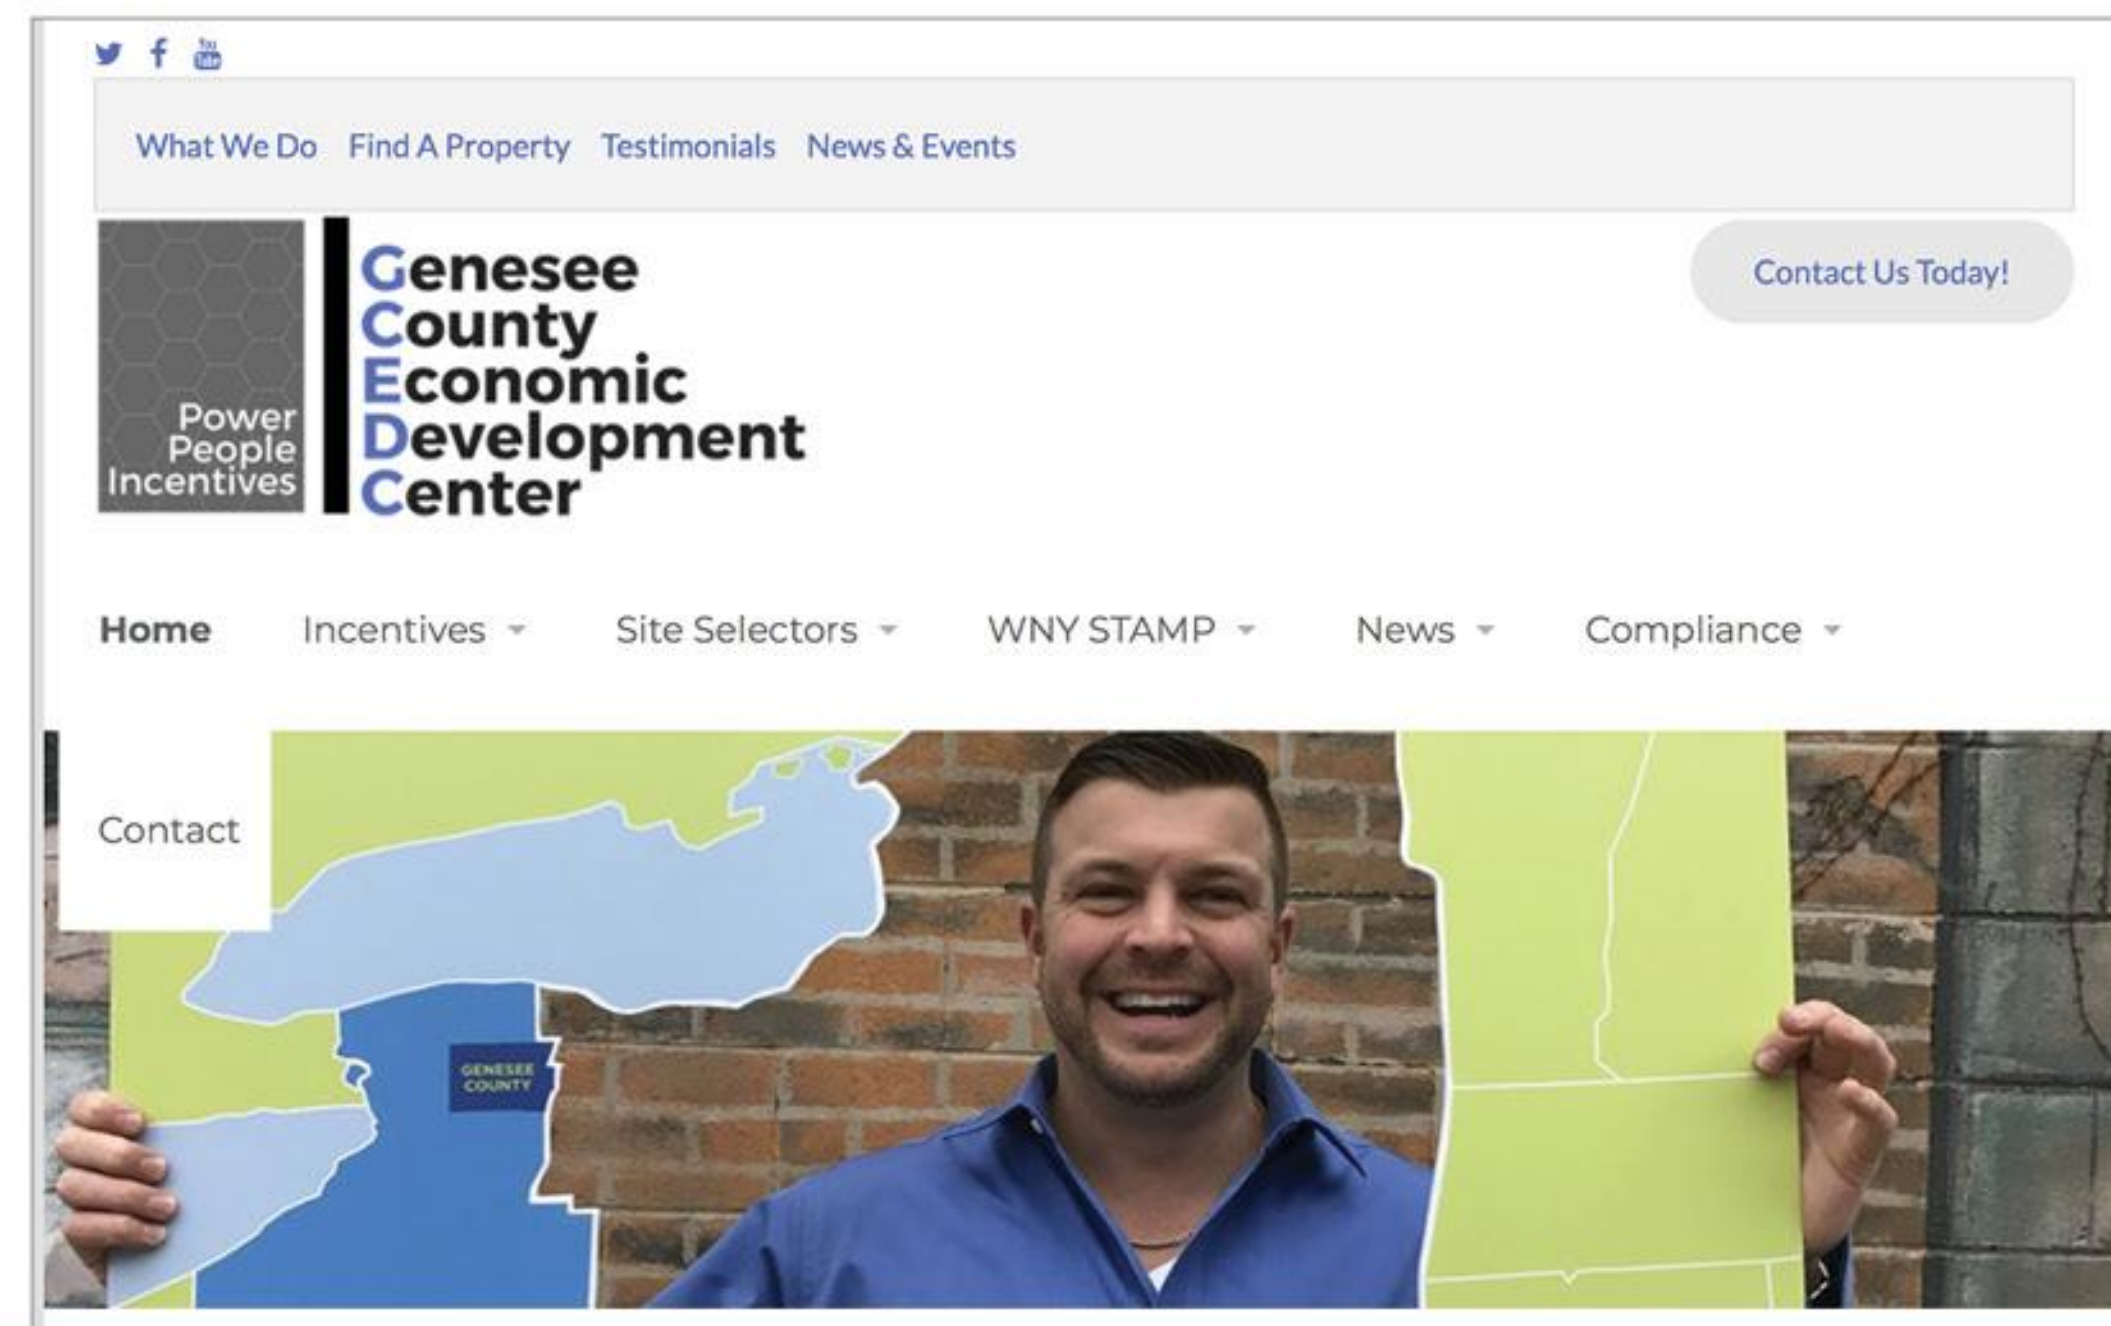 What We Do Find A Property Testimonials News & Events
Power
People
Incentives
Genesee
County
Economic
Development
Center
Contact Us Today!
Home Incentives Site Selectors WNY STAMP News Compliance
Contact
GENESEE
COUNTY